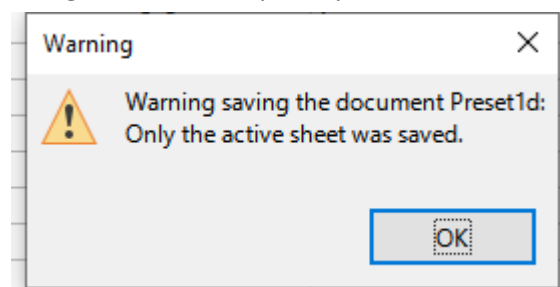 Warning
Warning saving the document Preset1d:
Only the active sheet was saved.
OK